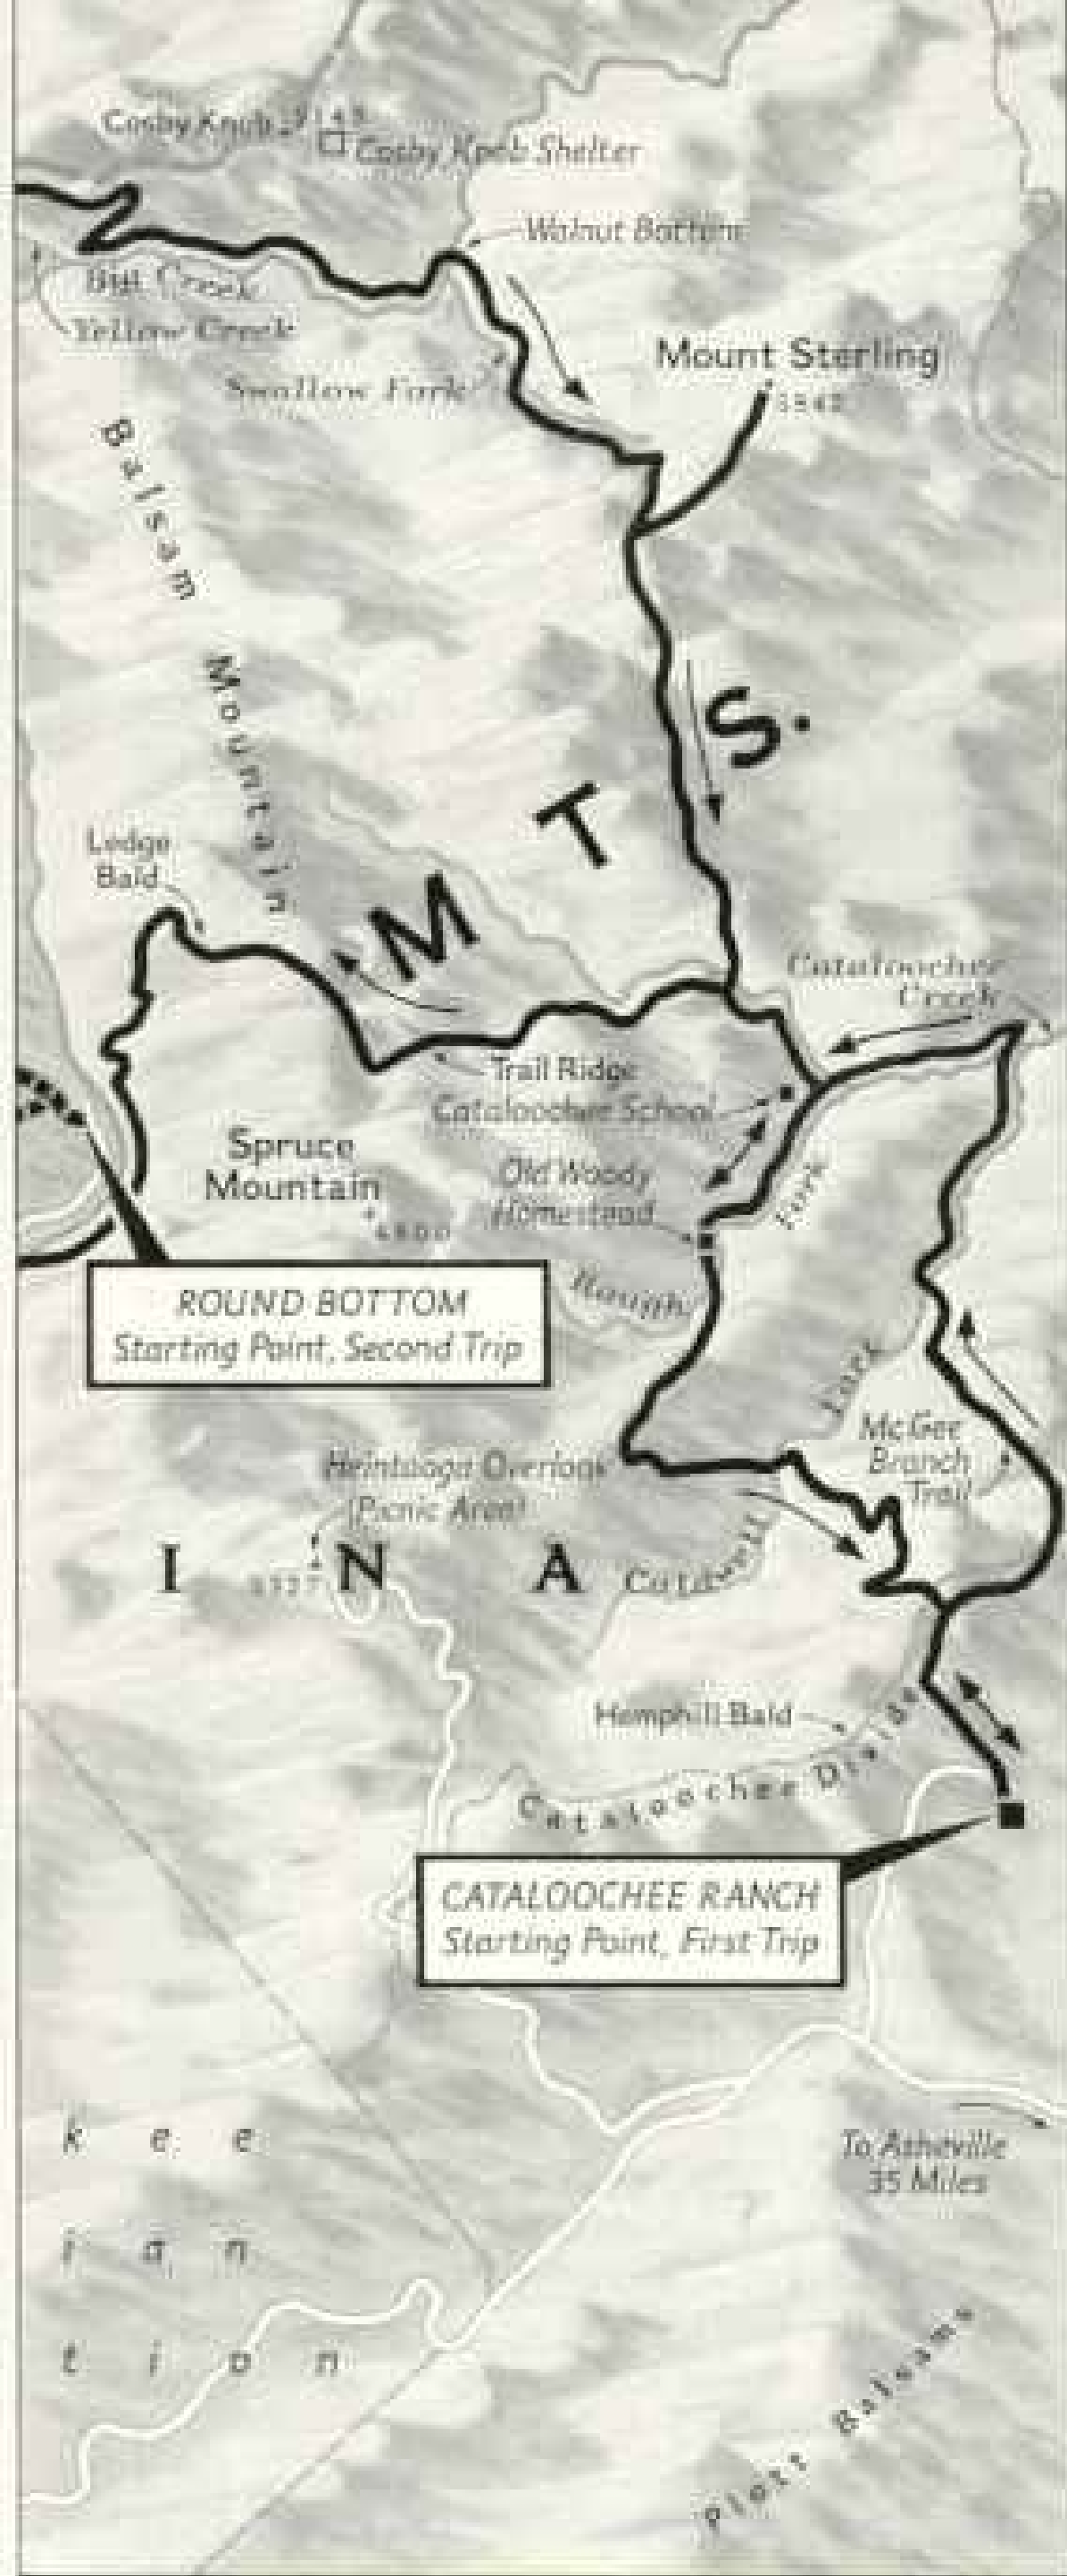 Cosby Knob 5145
Cosby Knob Shelter
Walnut Bottom
Creek
Yellow Creek
Mount Sterling
5842
Swallow Fork
Balsam Mountain
M T S.
Ledge
Bald
Cataloochee
Creek
Trail Ridge
Cataloochee School
Spruce
Mountain
4800
Old Woody
Homestead
Fork
Rough
ROUND BOTTOM
Starting Point, Second Trip
Fork
McGee
Branch
Trail
Heintooga Overlook
(Picnic Area)
I N A
Caldwell
Hemphill Bald
Cataloochee Divide
CATALOOCHEE RANCH
Starting Point, First Trip
To Asheville
35 Miles
k e e
i a n
t i o n
Plott Balsams